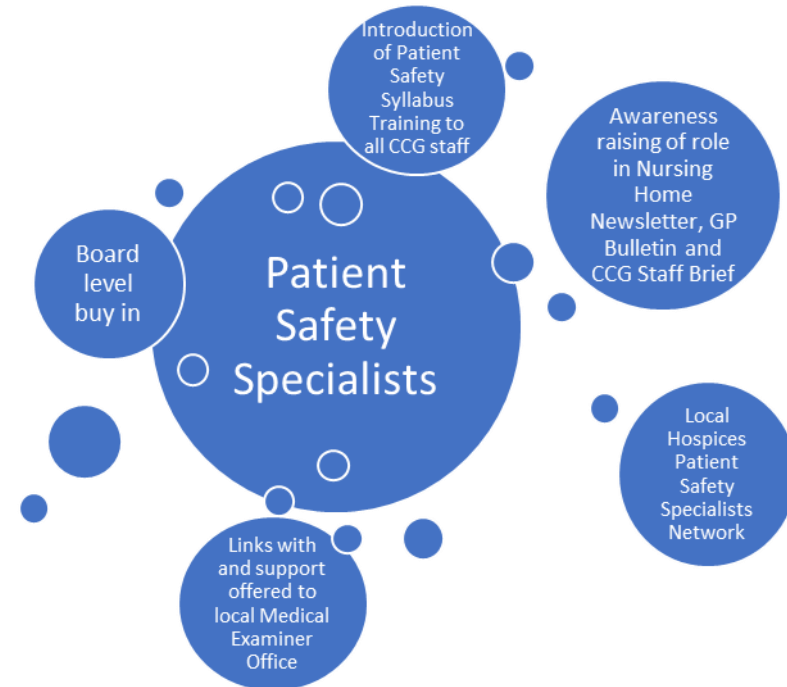 Introduction
of Patient
Safety
Syllabus
Training to
all CCG staff
Awareness
raising of role
in Nursing
Home
Newsletter, GP
Bulletin and
CCG Staff Brief
Board
level
buy in
Patient
Safety
Specialists
Local
Hospices
Patient
Safety
Specialists
Network
Links with
and support
offered to
local Medical
Examiner
Office